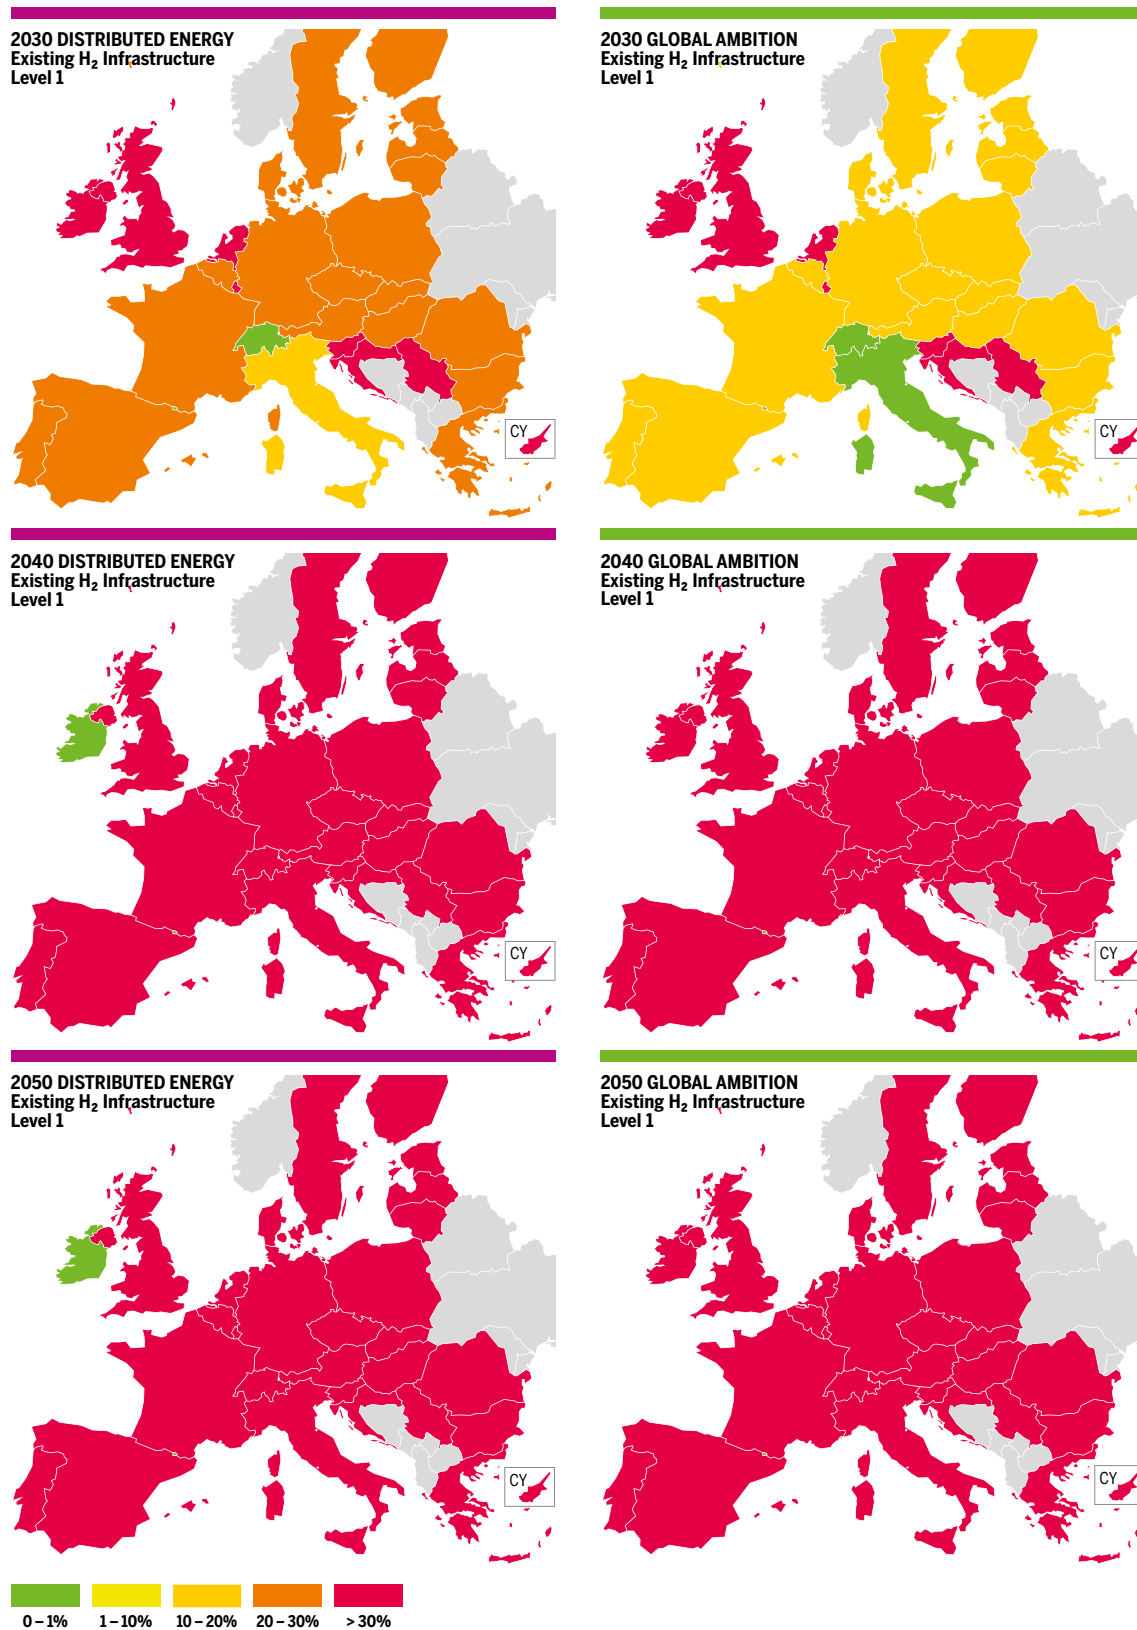 2030 DISTRIBUTED ENERGY
Existing H₂ Infrastructure
Level 1
CY
2030 GLOBAL AMBITION
Existing H₂ Infrastructure
Level 1
CY
2040 DISTRIBUTED ENERGY
Existing H₂ Infrastructure
Level 1
CY
2040 GLOBAL AMBITION
Existing H₂ Infrastructure
Level 1
CY
2050 DISTRIBUTED ENERGY
Existing H₂ Infrastructure
Level 1
CY
2050 GLOBAL AMBITION
Existing H₂ Infrastructure
Level 1
CY
0 – 1% 1 – 10% 10 – 20% 20 – 30% > 30%